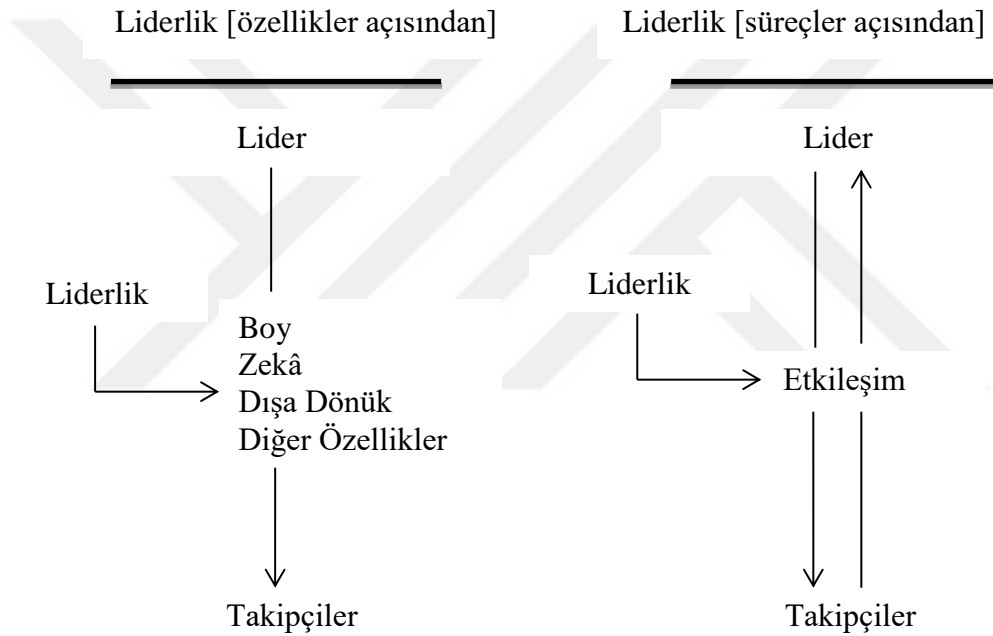 Liderlik [özellikler açısından]
Lider
Liderlik
Boy
Zekâ
Dışa Dönük
Diğer Özellikler
Takipçiler
Liderlik [süreçler açısından]
Lider
Liderlik
Etkileşim
Takipçiler